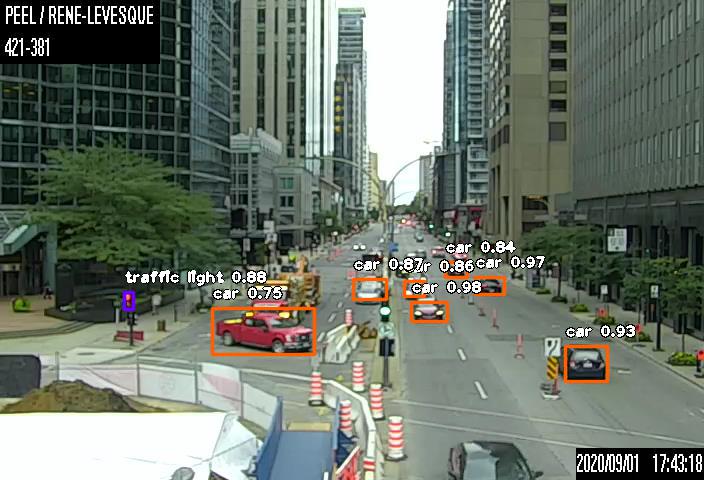 PEEL / RENE-LEVESQUE
421-381
car 0.84
car 0.87
car 0.86
car 0.97
traffic light 0.88
car 0.75
car 0.98
car 0.93
2020/09/01 17:43:18